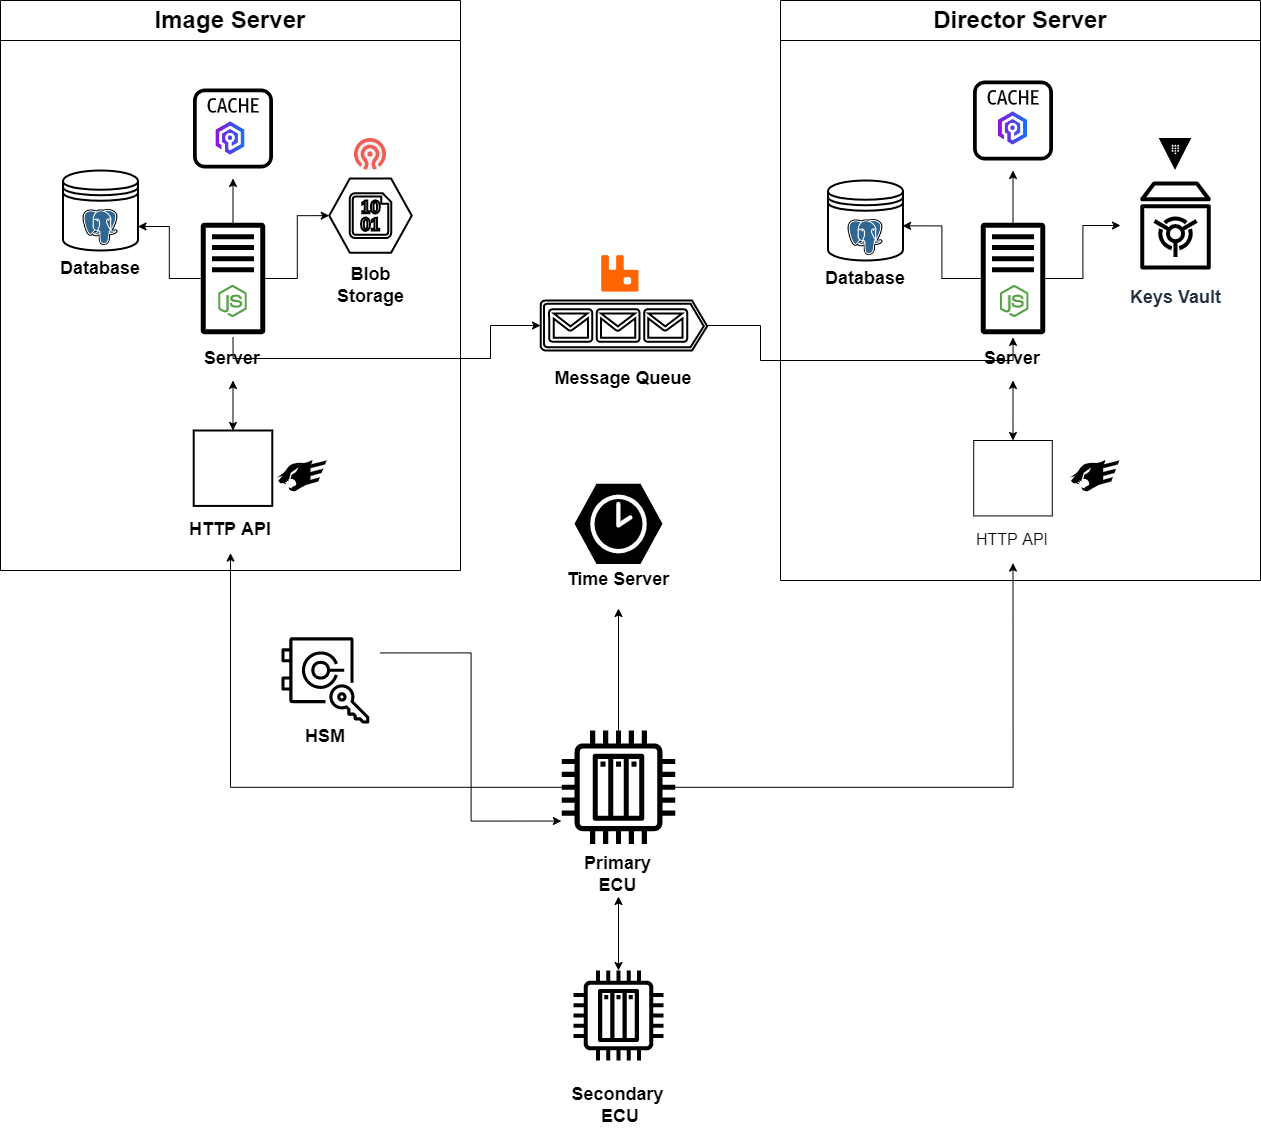 Image Server
Director Server
CACHE
CACHE
10
01
Database
Blob
Storage
JS
Database
JS
Keys Vault
Server
Message Queue
Server
HTTP API
HTTP API
Time Server
HSM
Primary
ECU
Secondary
ECU